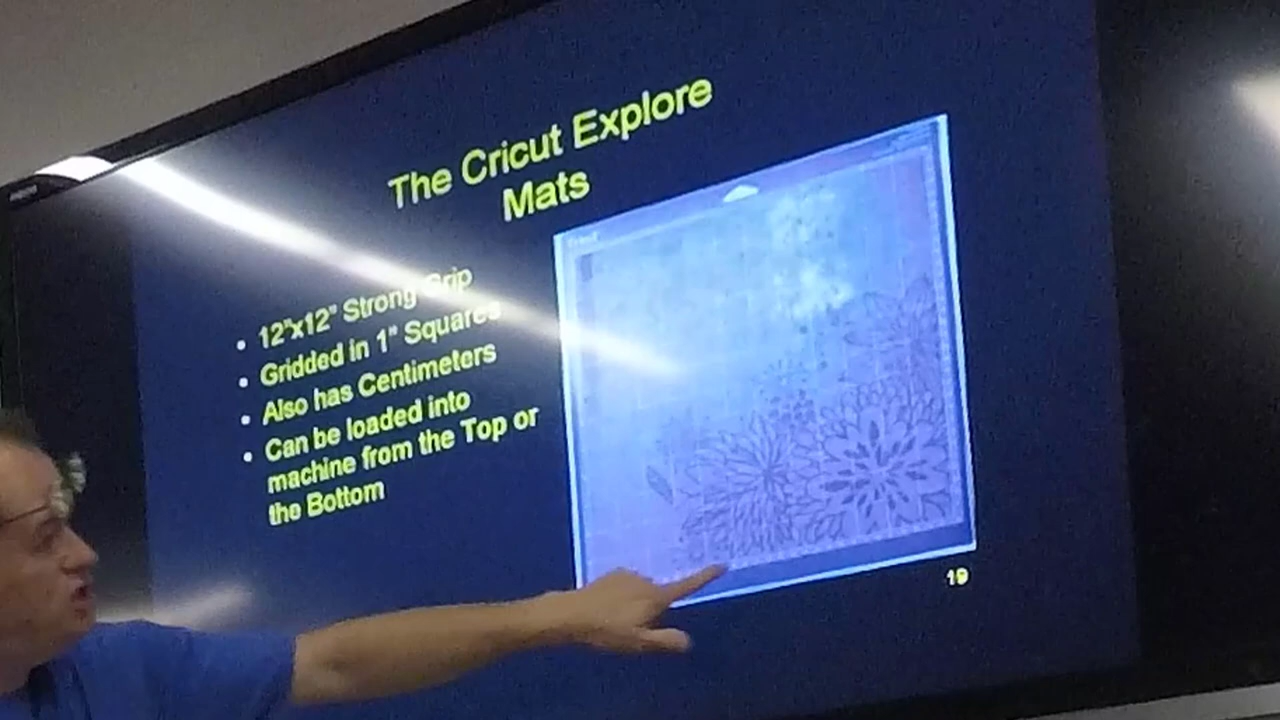 The Cricut Explore
Mats
• 12"x12" Strong Grip
• Gridded in 1" Squares
• Also has Centimeters
• Can be loaded into
machine from the Top or
the Bottom
19